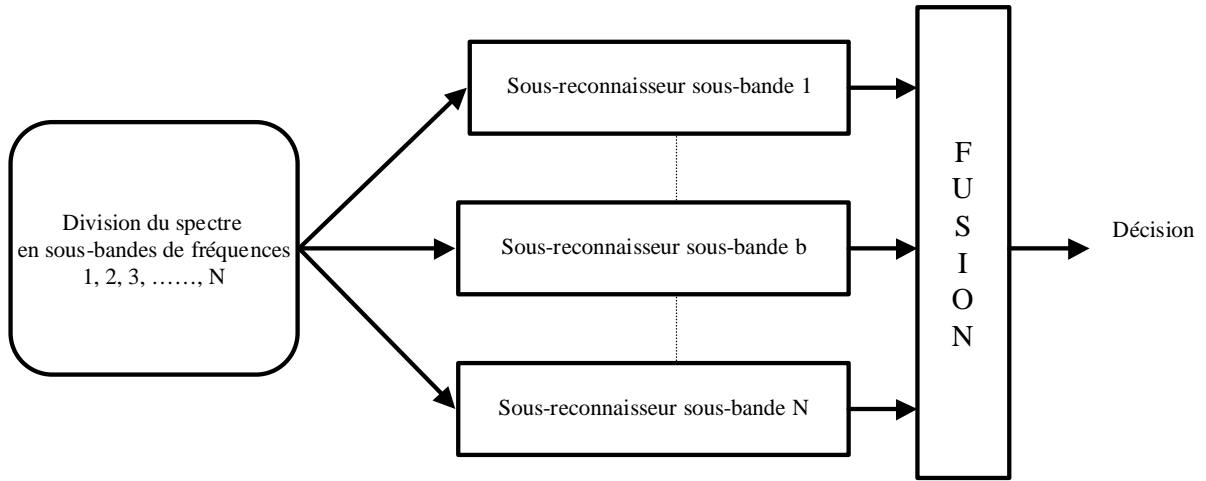 Division du spectre
en sous-bandes de fréquences
1, 2, 3, ……, N
Sous-reconnaisseur sous-bande 1
Sous-reconnaisseur sous-bande b
Sous-reconnaisseur sous-bande N
F
U
S
I
O
N
Décision